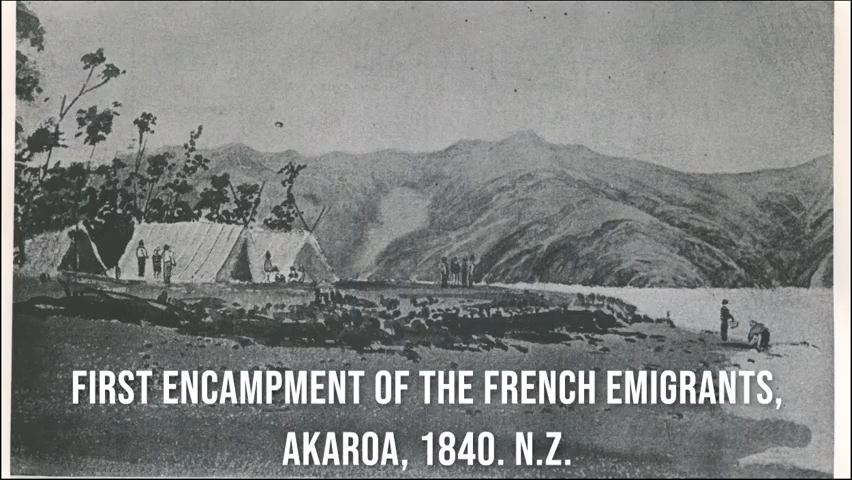 FIRST ENCAMPMENT OF THE FRENCH EMIGRANTS,
AKAROA, 1840. N.Z.